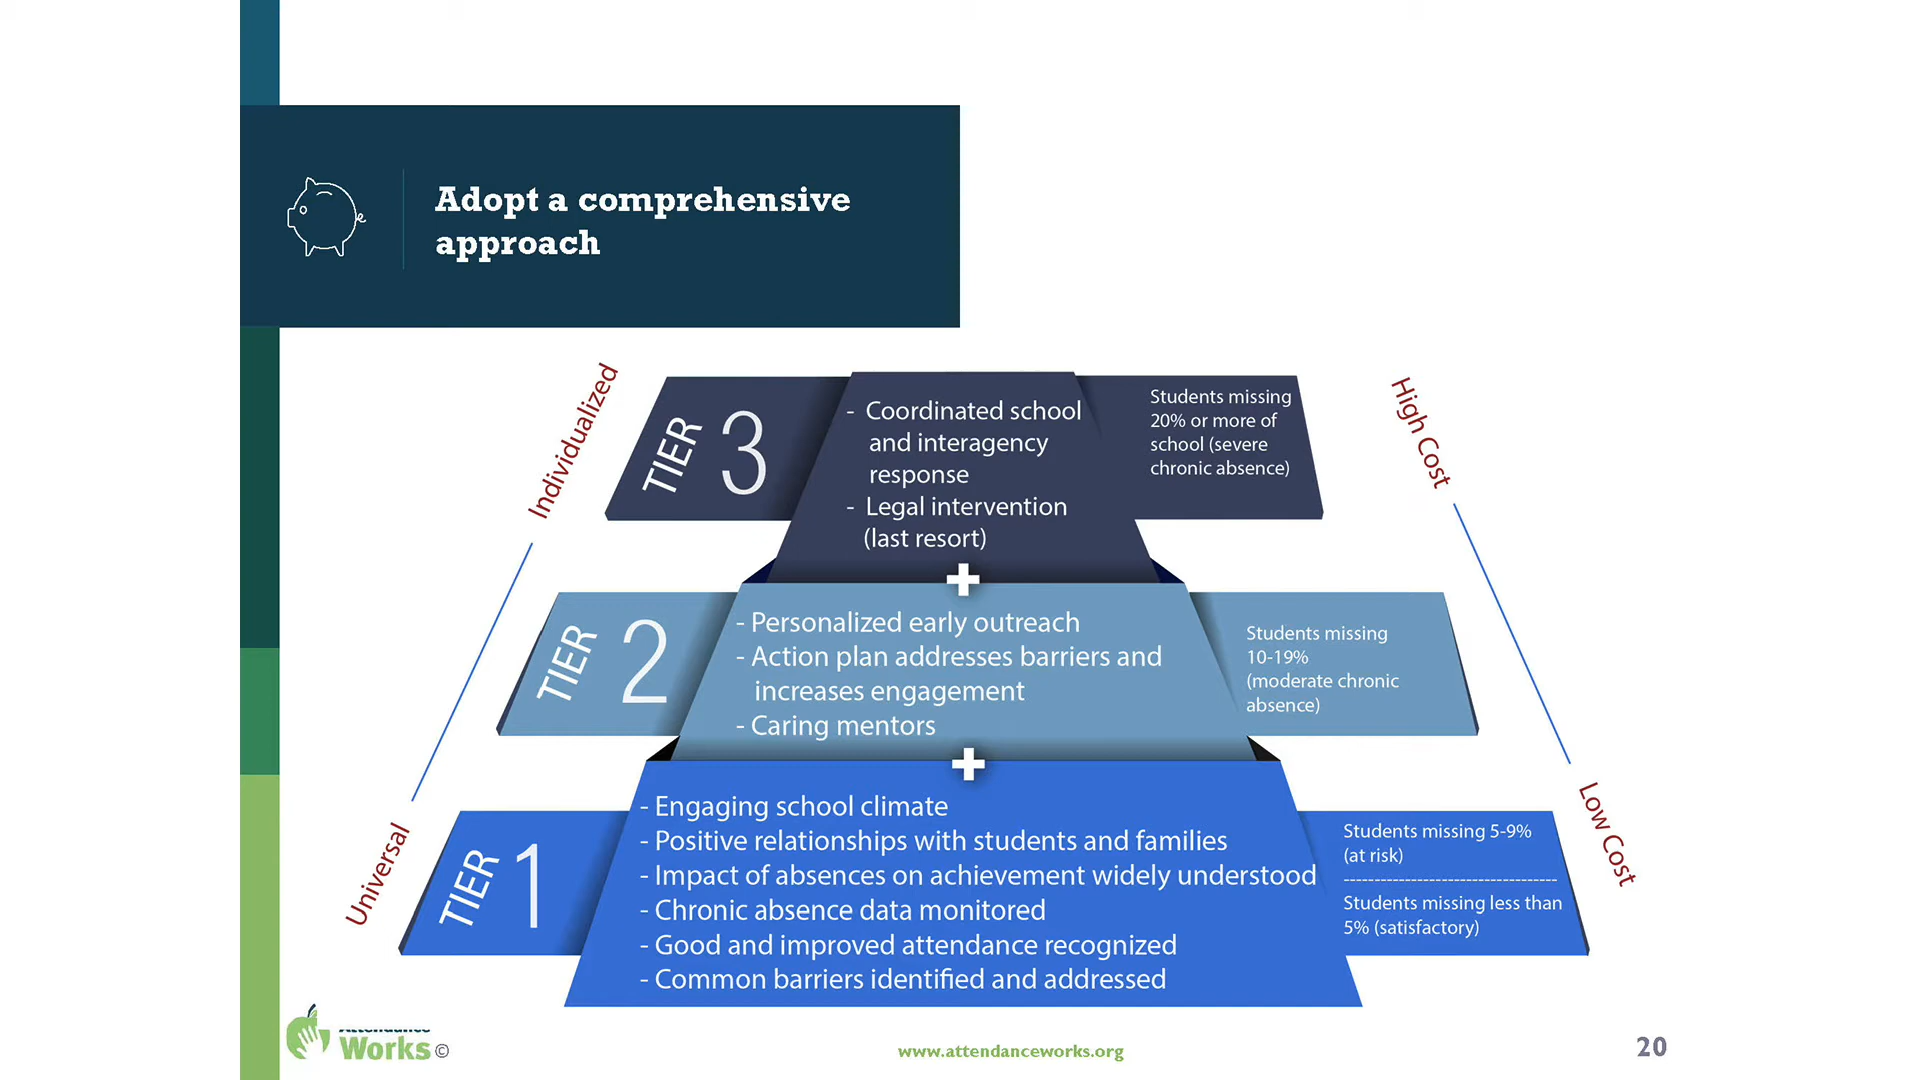 Adopt a comprehensive
approach
Individualized
Universal
High Cost
Low Cost
TIER 3
- Coordinated school
and interagency
response
- Legal intervention
(last resort)
Students missing
20% or more of
school (severe
chronic absence)
+
TIER 2
- Personalized early outreach
- Action plan addresses barriers and
increases engagement
- Caring mentors
Students missing
10-19%
(moderate chronic
absence)
+
TIER 1
- Engaging school climate
- Positive relationships with students and families
- Impact of absences on achievement widely understood
- Chronic absence data monitored
- Good and improved attendance recognized
- Common barriers identified and addressed
Students missing 5-9%
(at risk)
-----------------------------------
Students missing less than
5% (satisfactory)
Attendance
Works ©
www.attendanceworks.org
20